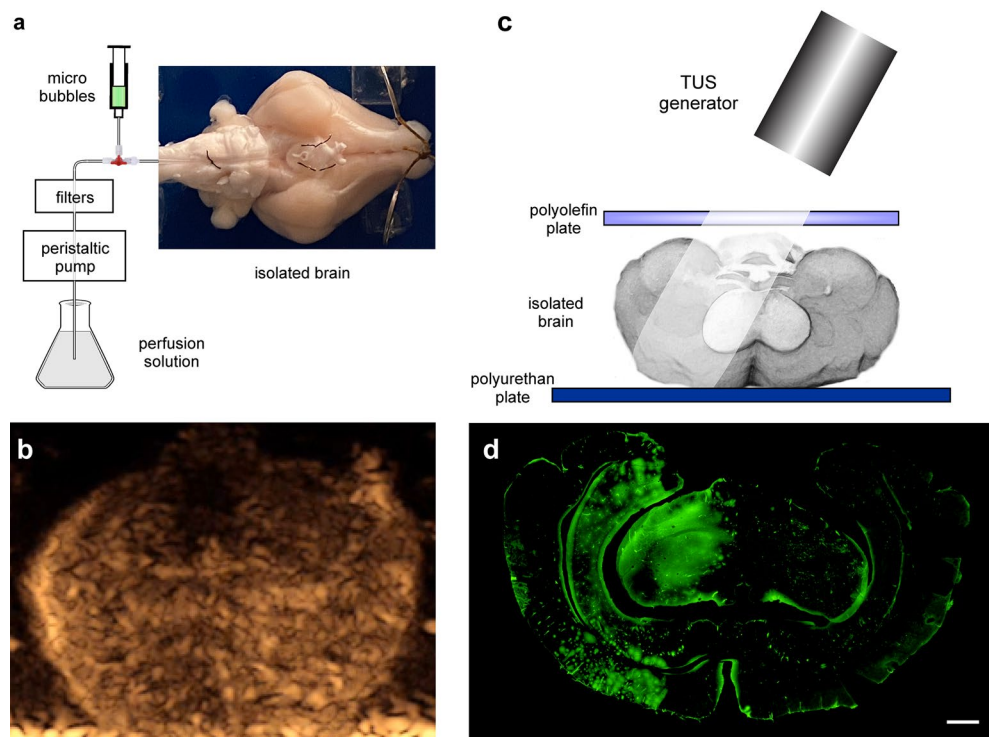 a
micro
bubbles
filters
peristaltic
pump
perfusion
solution
isolated brain
c
TUS
generator
polyolefin
plate
isolated
brain
polyurethan
plate
b
d